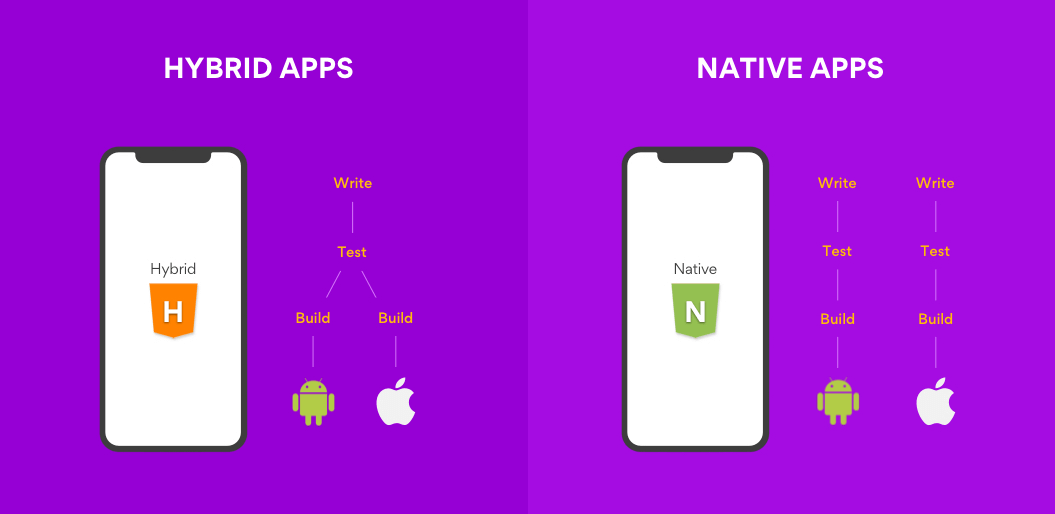 HYBRID APPS
Hybrid
H
Write
Test
Build Build
NATIVE APPS
Native
N
Write Write
Test Test
Build Build